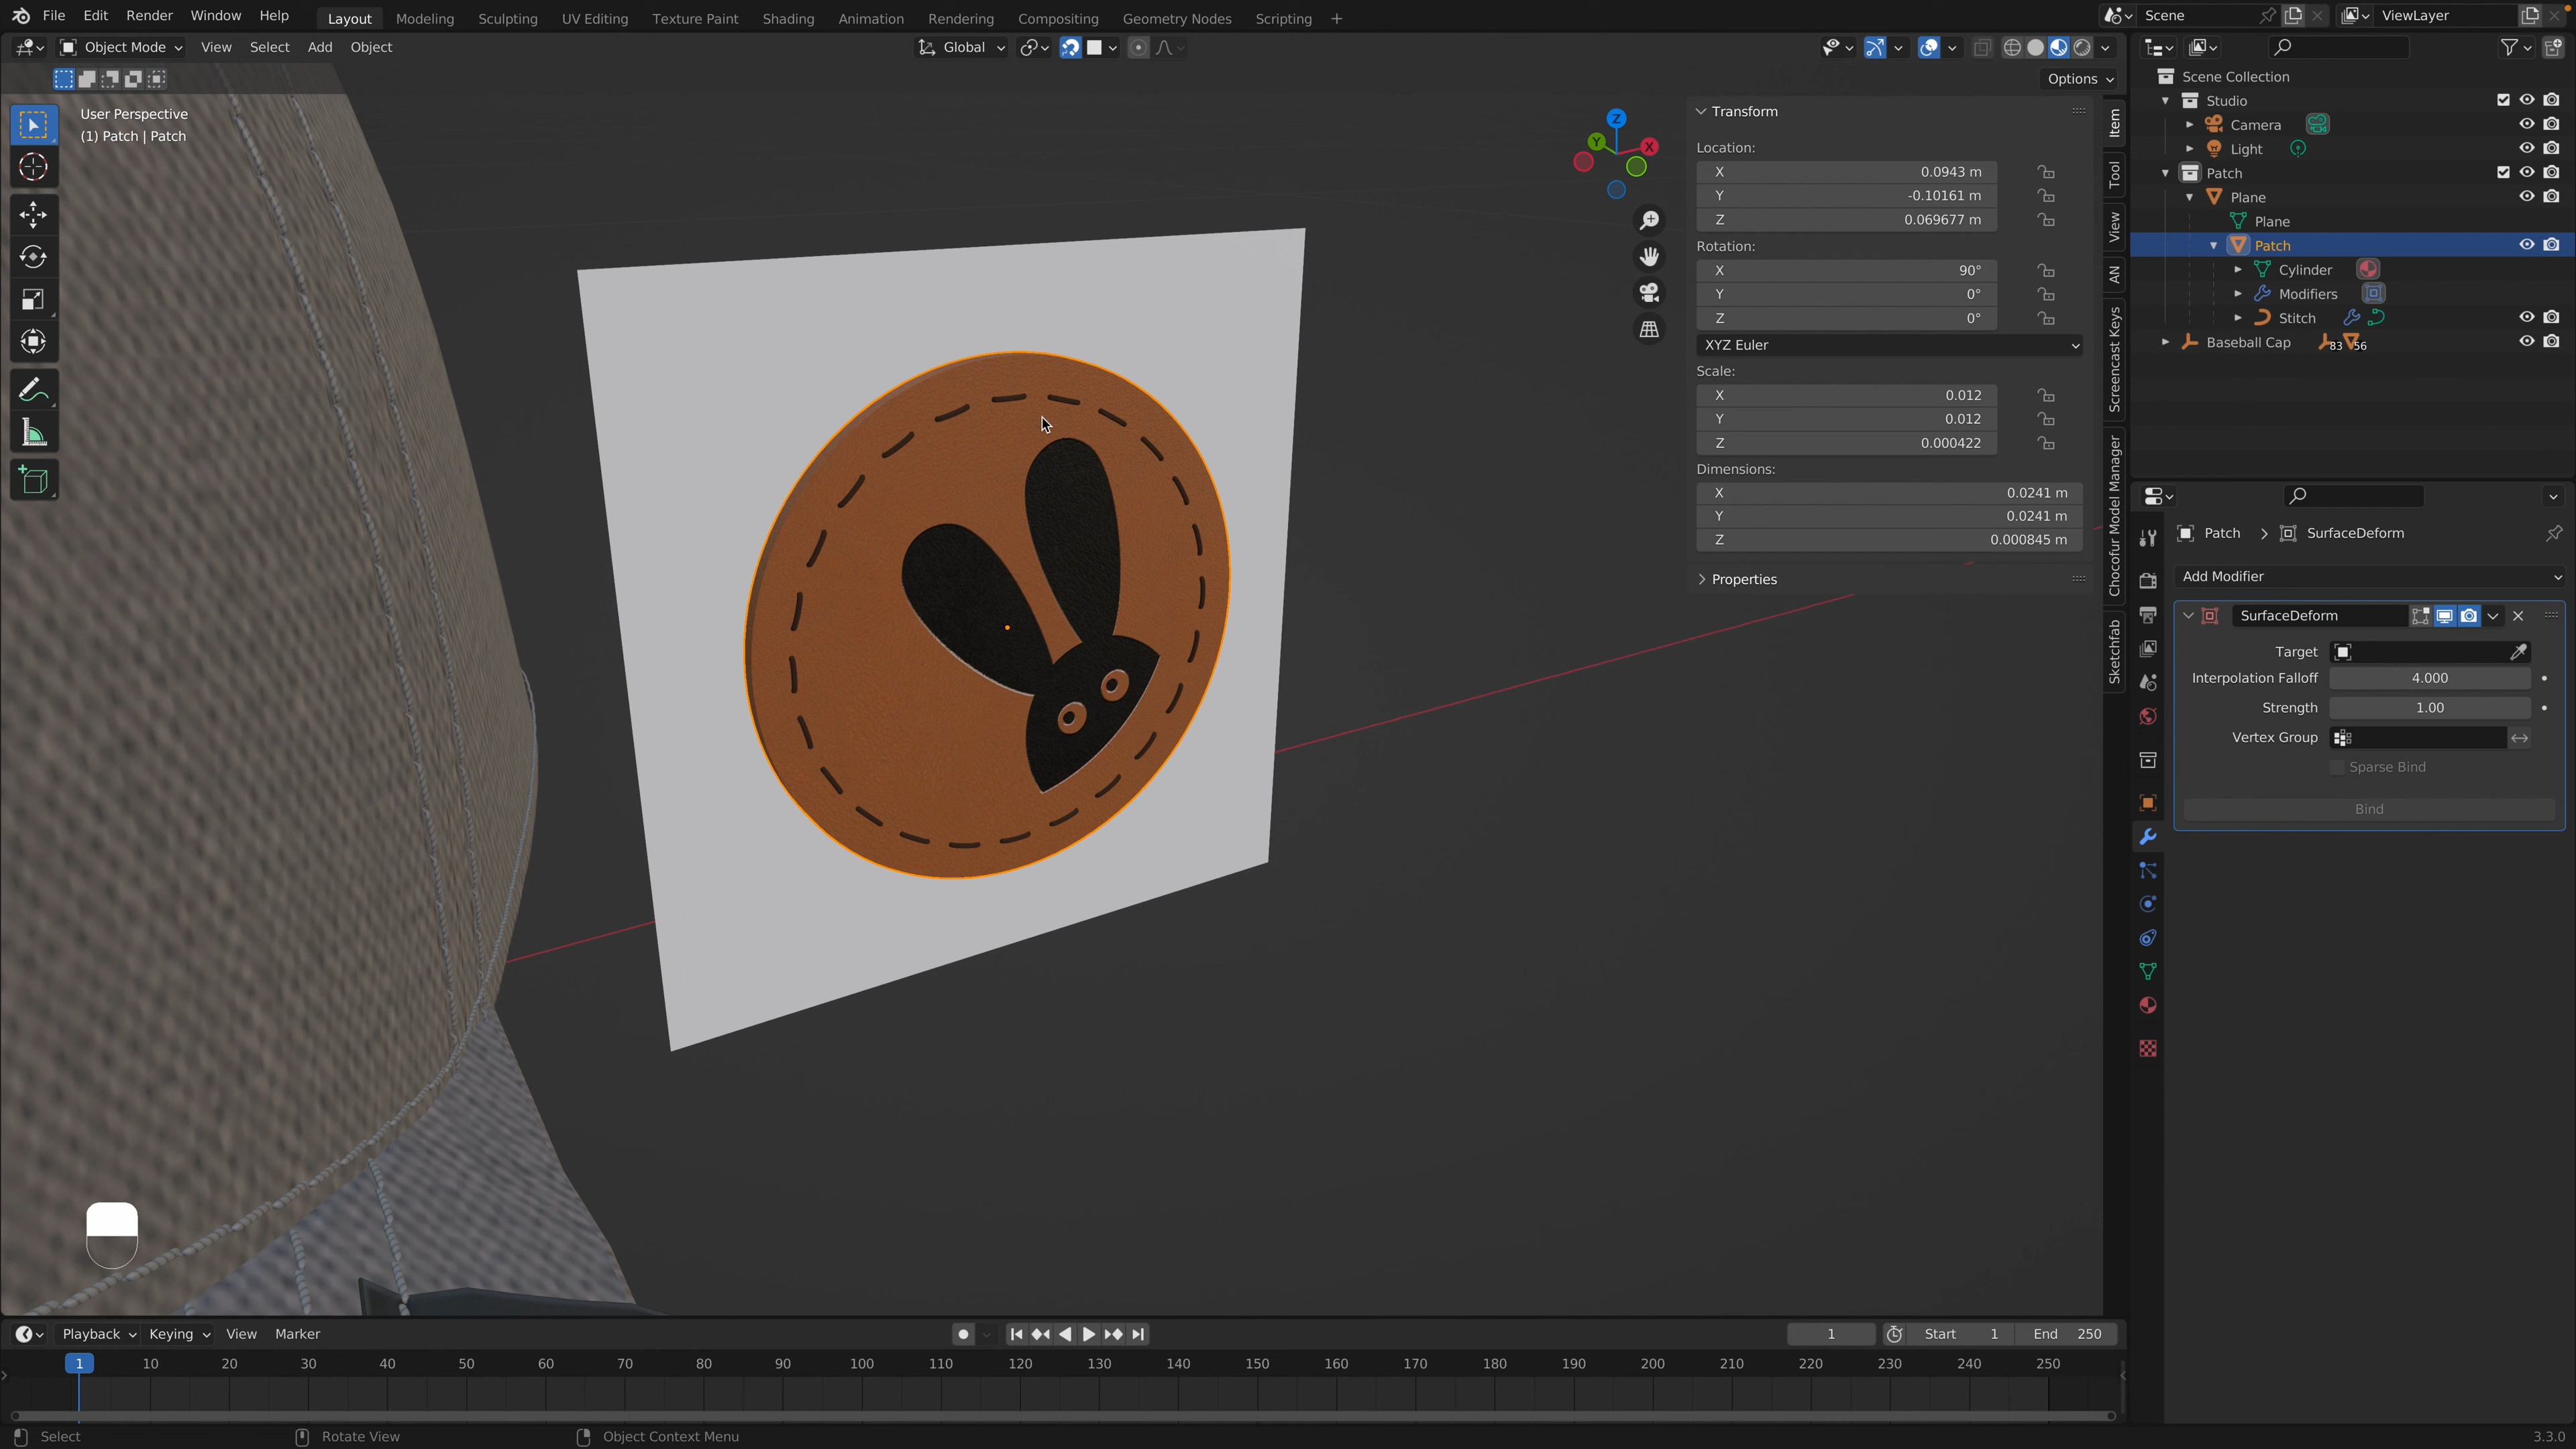 File Edit Render Window Help Layout Modeling Sculpting UV Editing Texture Paint Shading Animation Rendering Compositing Geometry Nodes Scripting + Scene ViewLayer
Object Mode View Select Add Object Global
Options
User Perspective
(1) Patch | Patch
Z
Y
X
Transform
Location:
X 0.0943 m
Y -0.10161 m
Z 0.069677 m
Rotation:
X 90°
Y 0°
Z 0°
XYZ Euler
Scale:
X 0.012
Y 0.012
Z 0.000422
Dimensions:
X 0.0241 m
Y 0.0241 m
Z 0.000845 m
Properties
Item
Tool
View
AN
Screencast Keys
Chocofur Model Manager
Sketchfab
Scene Collection
Studio
Camera
Light
Patch
Plane
Plane
Patch
Cylinder
Modifiers
Stitch
Baseball Cap 83 56
Patch > SurfaceDeform
Add Modifier
SurfaceDeform
Target
Interpolation Falloff 4.000
Strength 1.00
Vertex Group
Sparse Bind
Bind
Playback Keying View Marker 1 Start 1 End 250
1 10 20 30 40 50 60 70 80 90 100 110 120 130 140 150 160 170 180 190 200 210 220 230 240 250
Select Rotate View Object Context Menu 3.3.0